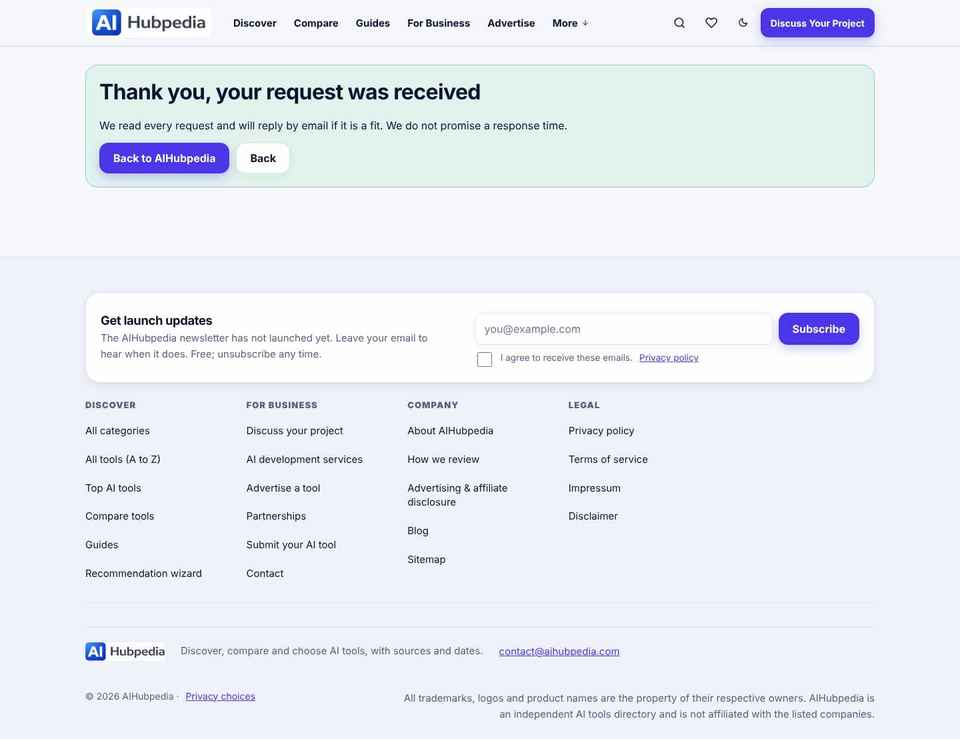 AI Hubpedia
Discover Compare Guides For Business Advertise More
Discuss Your Project
Thank you, your request was received
We read every request and will reply by email if it is a fit. We do not promise a response time.
Back to AIHubpedia Back
Get launch updates
The AIHubpedia newsletter has not launched yet. Leave your email to
hear when it does. Free; unsubscribe any time.
you@example.com Subscribe
I agree to receive these emails. Privacy policy
DISCOVER
All categories
All tools (A to Z)
Top AI tools
Compare tools
Guides
Recommendation wizard
FOR BUSINESS
Discuss your project
AI development services
Advertise a tool
Partnerships
Submit your AI tool
Contact
COMPANY
About AIHubpedia
How we review
Advertising & affiliate
disclosure
Blog
Sitemap
LEGAL
Privacy policy
Terms of service
Impressum
Disclaimer
AI Hubpedia Discover, compare and choose AI tools, with sources and dates. contact@aihubpedia.com
© 2026 AIHubpedia · Privacy choices
All trademarks, logos and product names are the property of their respective owners. AIHubpedia is
an independent AI tools directory and is not affiliated with the listed companies.